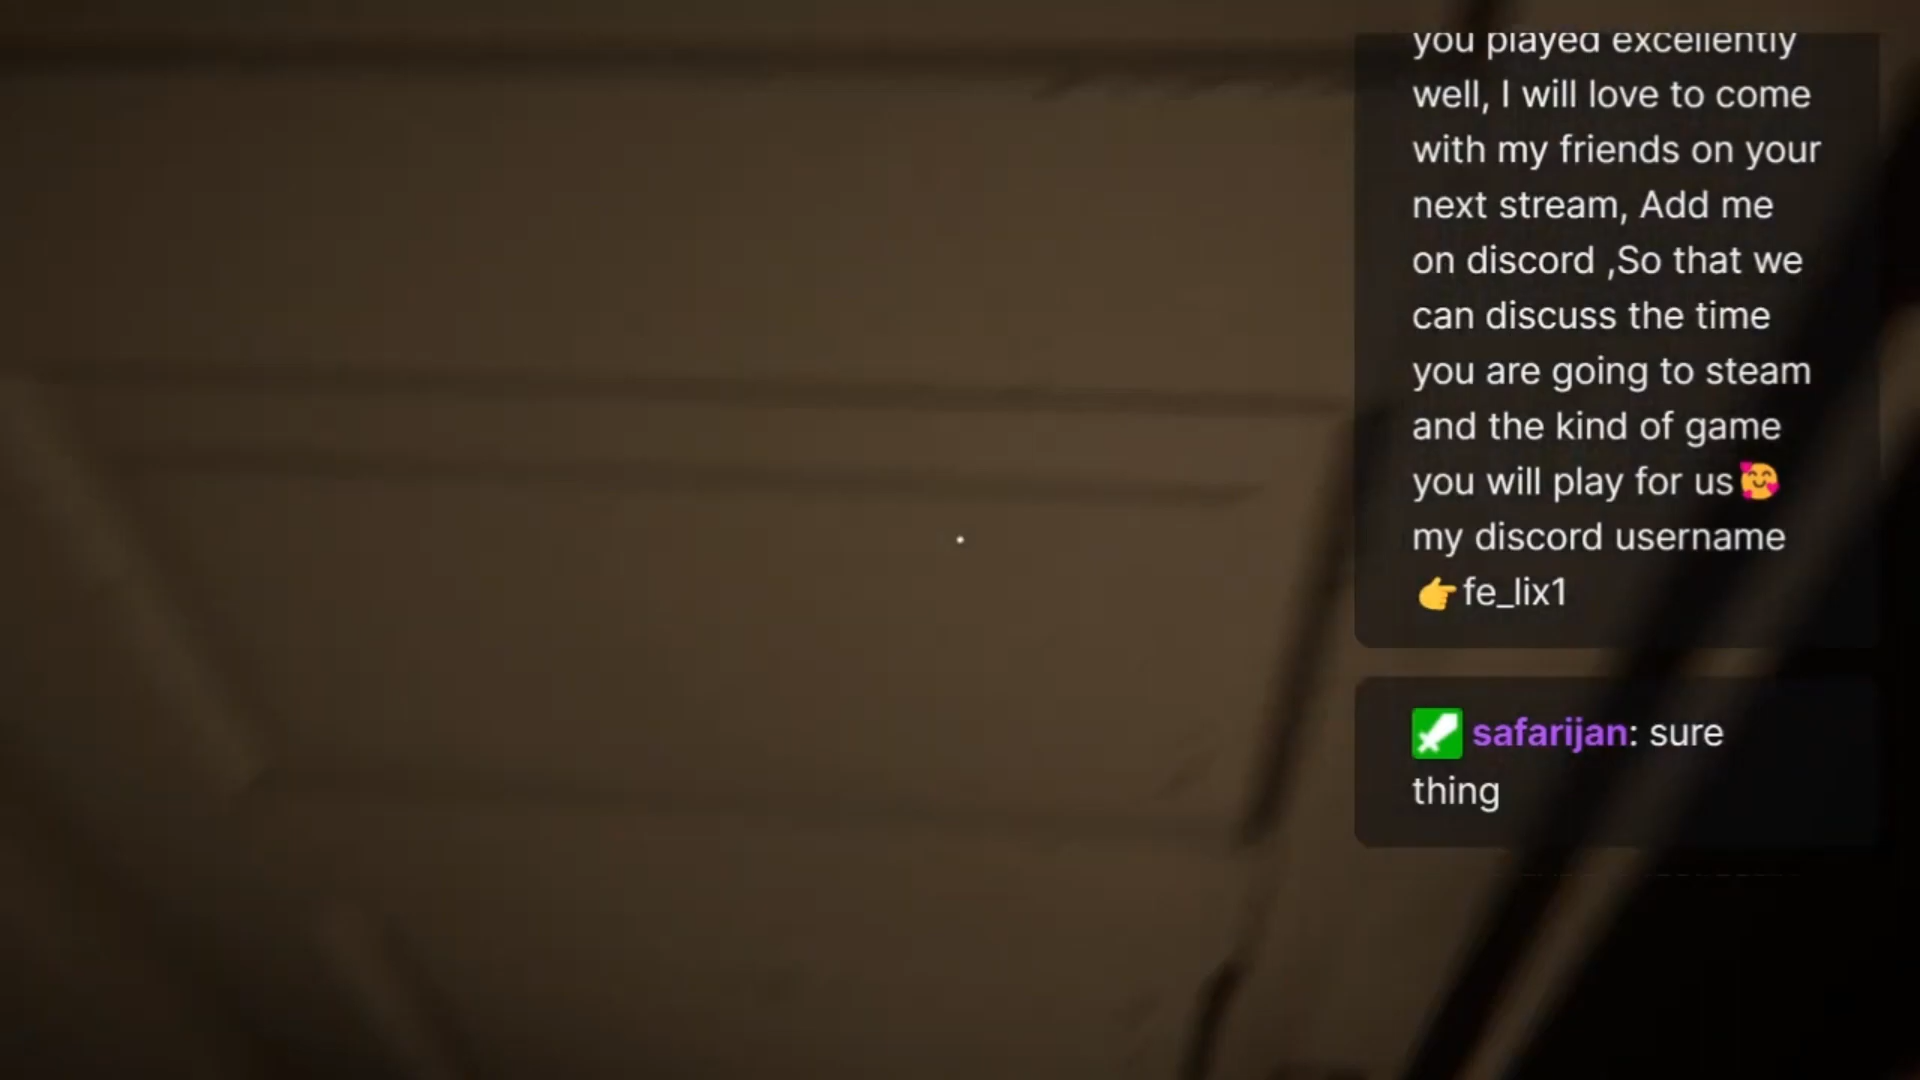 you played excellently
well, I will love to come
with my friends on your
next stream, Add me
on discord ,So that we
can discuss the time
you are going to steam
and the kind of game
you will play for us🥰
my discord username
👉fe_lix1
safarijan: sure
thing